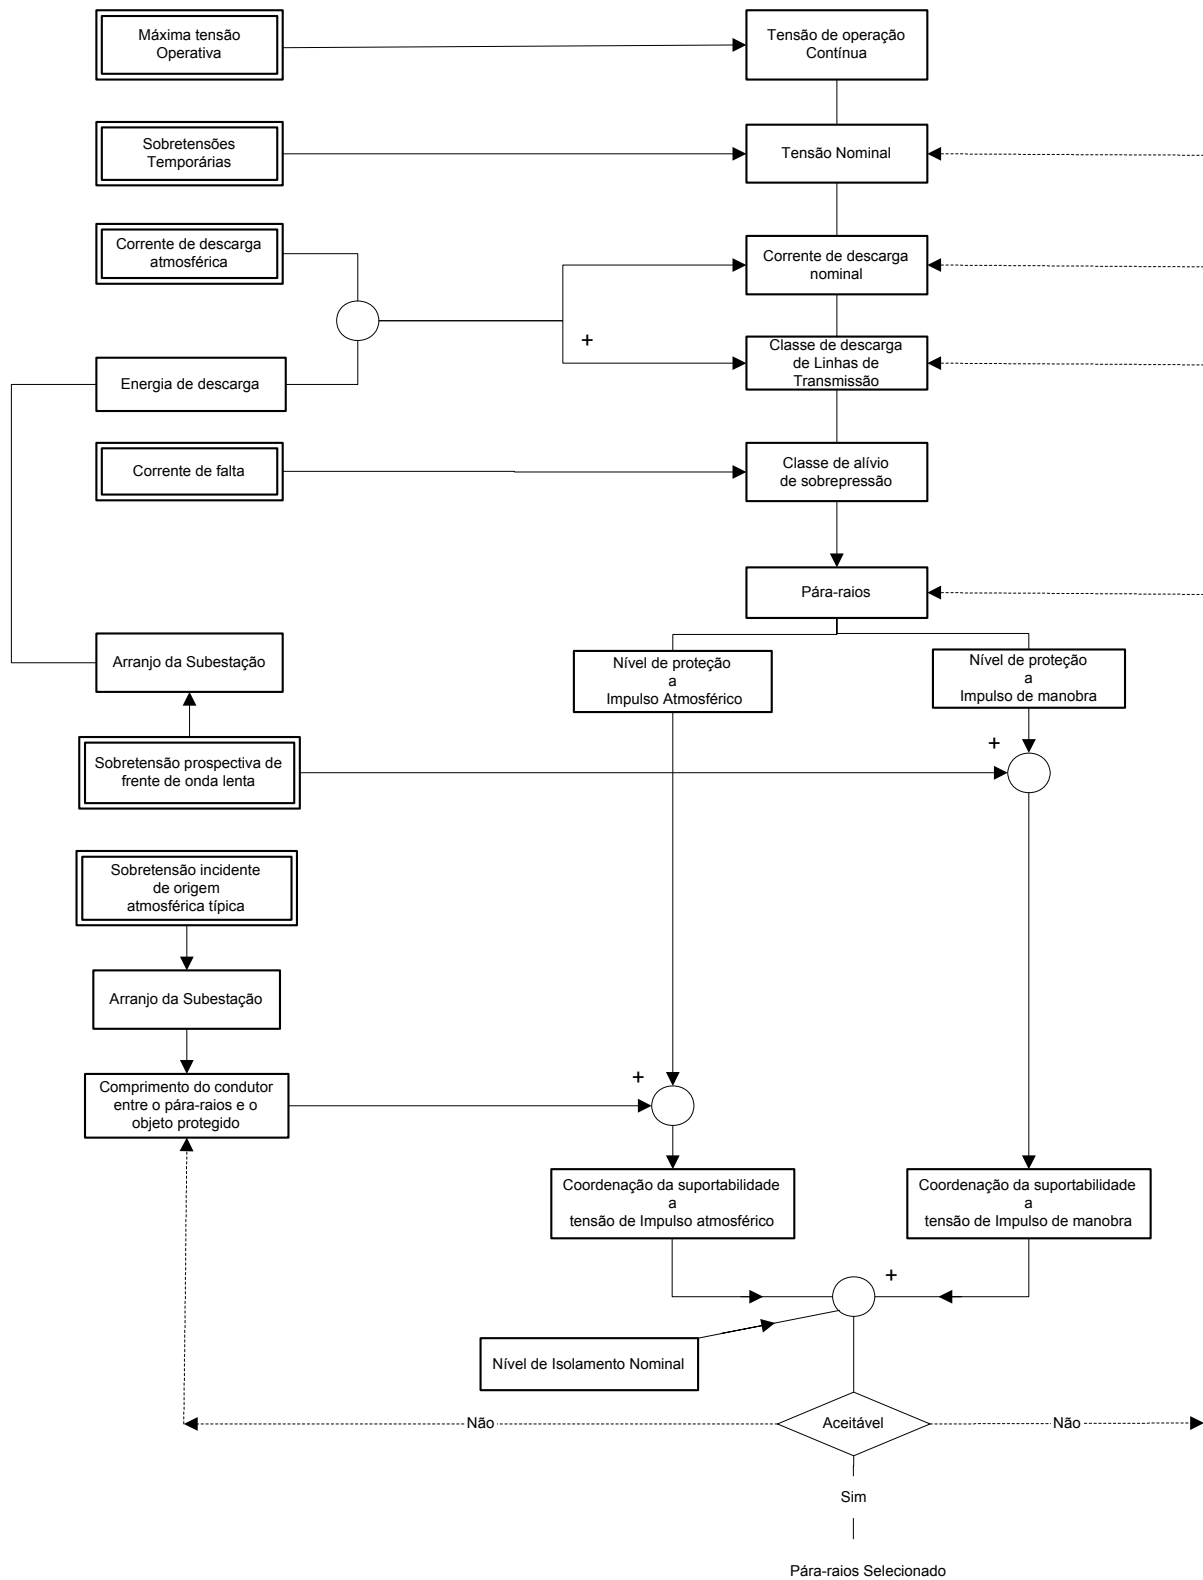 Máxima tensão
Operativa
Tensão de operação
Contínua
Sobretensões
Temporárias
Tensão Nominal
Corrente de descarga
atmosférica
Corrente de descarga
nominal
+
Classe de descarga
de Linhas de
Transmissão
Energia de descarga
Corrente de falta
Classe de alívio
de sobrepressão
Pára-raios
Arranjo da Subestação
Nível de proteção
a
Impulso Atmosférico
Nível de proteção
a
Impulso de manobra
+
Sobretensão prospectiva de
frente de onda lenta
Sobretensão incidente
de origem
atmosférica típica
Arranjo da Subestação
Comprimento do condutor
entre o pára-raios e o
objeto protegido
+
Coordenação da suportabilidade
a
tensão de Impulso atmosférico
Coordenação da suportabilidade
a
tensão de Impulso de manobra
+
Nível de Isolamento Nominal
Não
Aceitável
Não
Sim
Pára-raios Selecionado